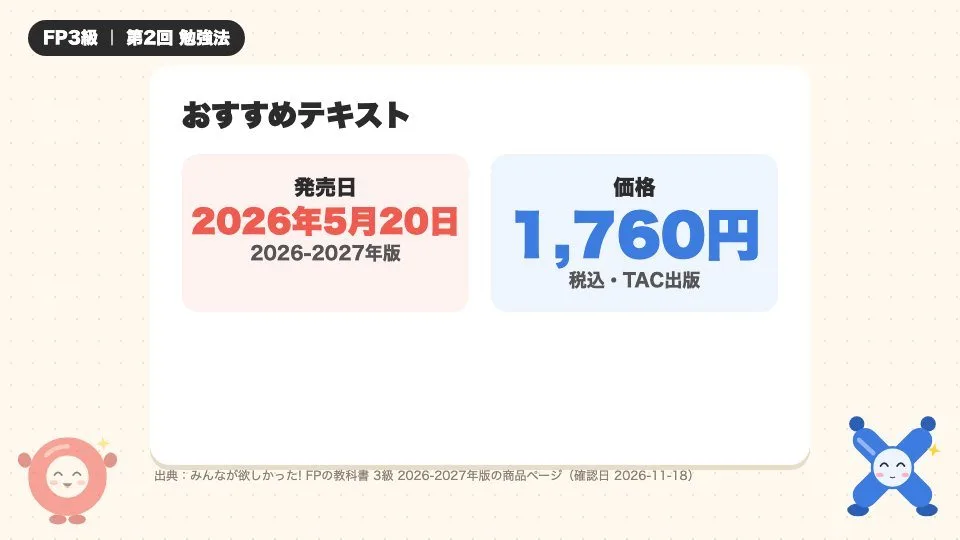 FP3級 | 第2回 勉強法
おすすめテキスト
発売日
2026年5月20日
2026-2027年版
価格
1,760円
税込・TAC出版
出典：みんなが欲しかった! FPの教科書 3級 2026-2027年版の商品ページ（確認日 2026-11-18）